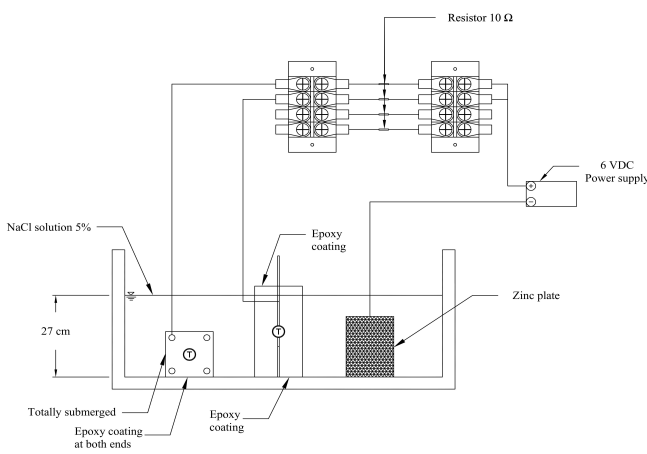 Resistor 10 Ω
6 VDC
Power supply
+
−
NaCl solution 5%
Epoxy
coating
Zinc plate
27 cm
T
T
Totally submerged
Epoxy coating
at both ends
Epoxy
coating